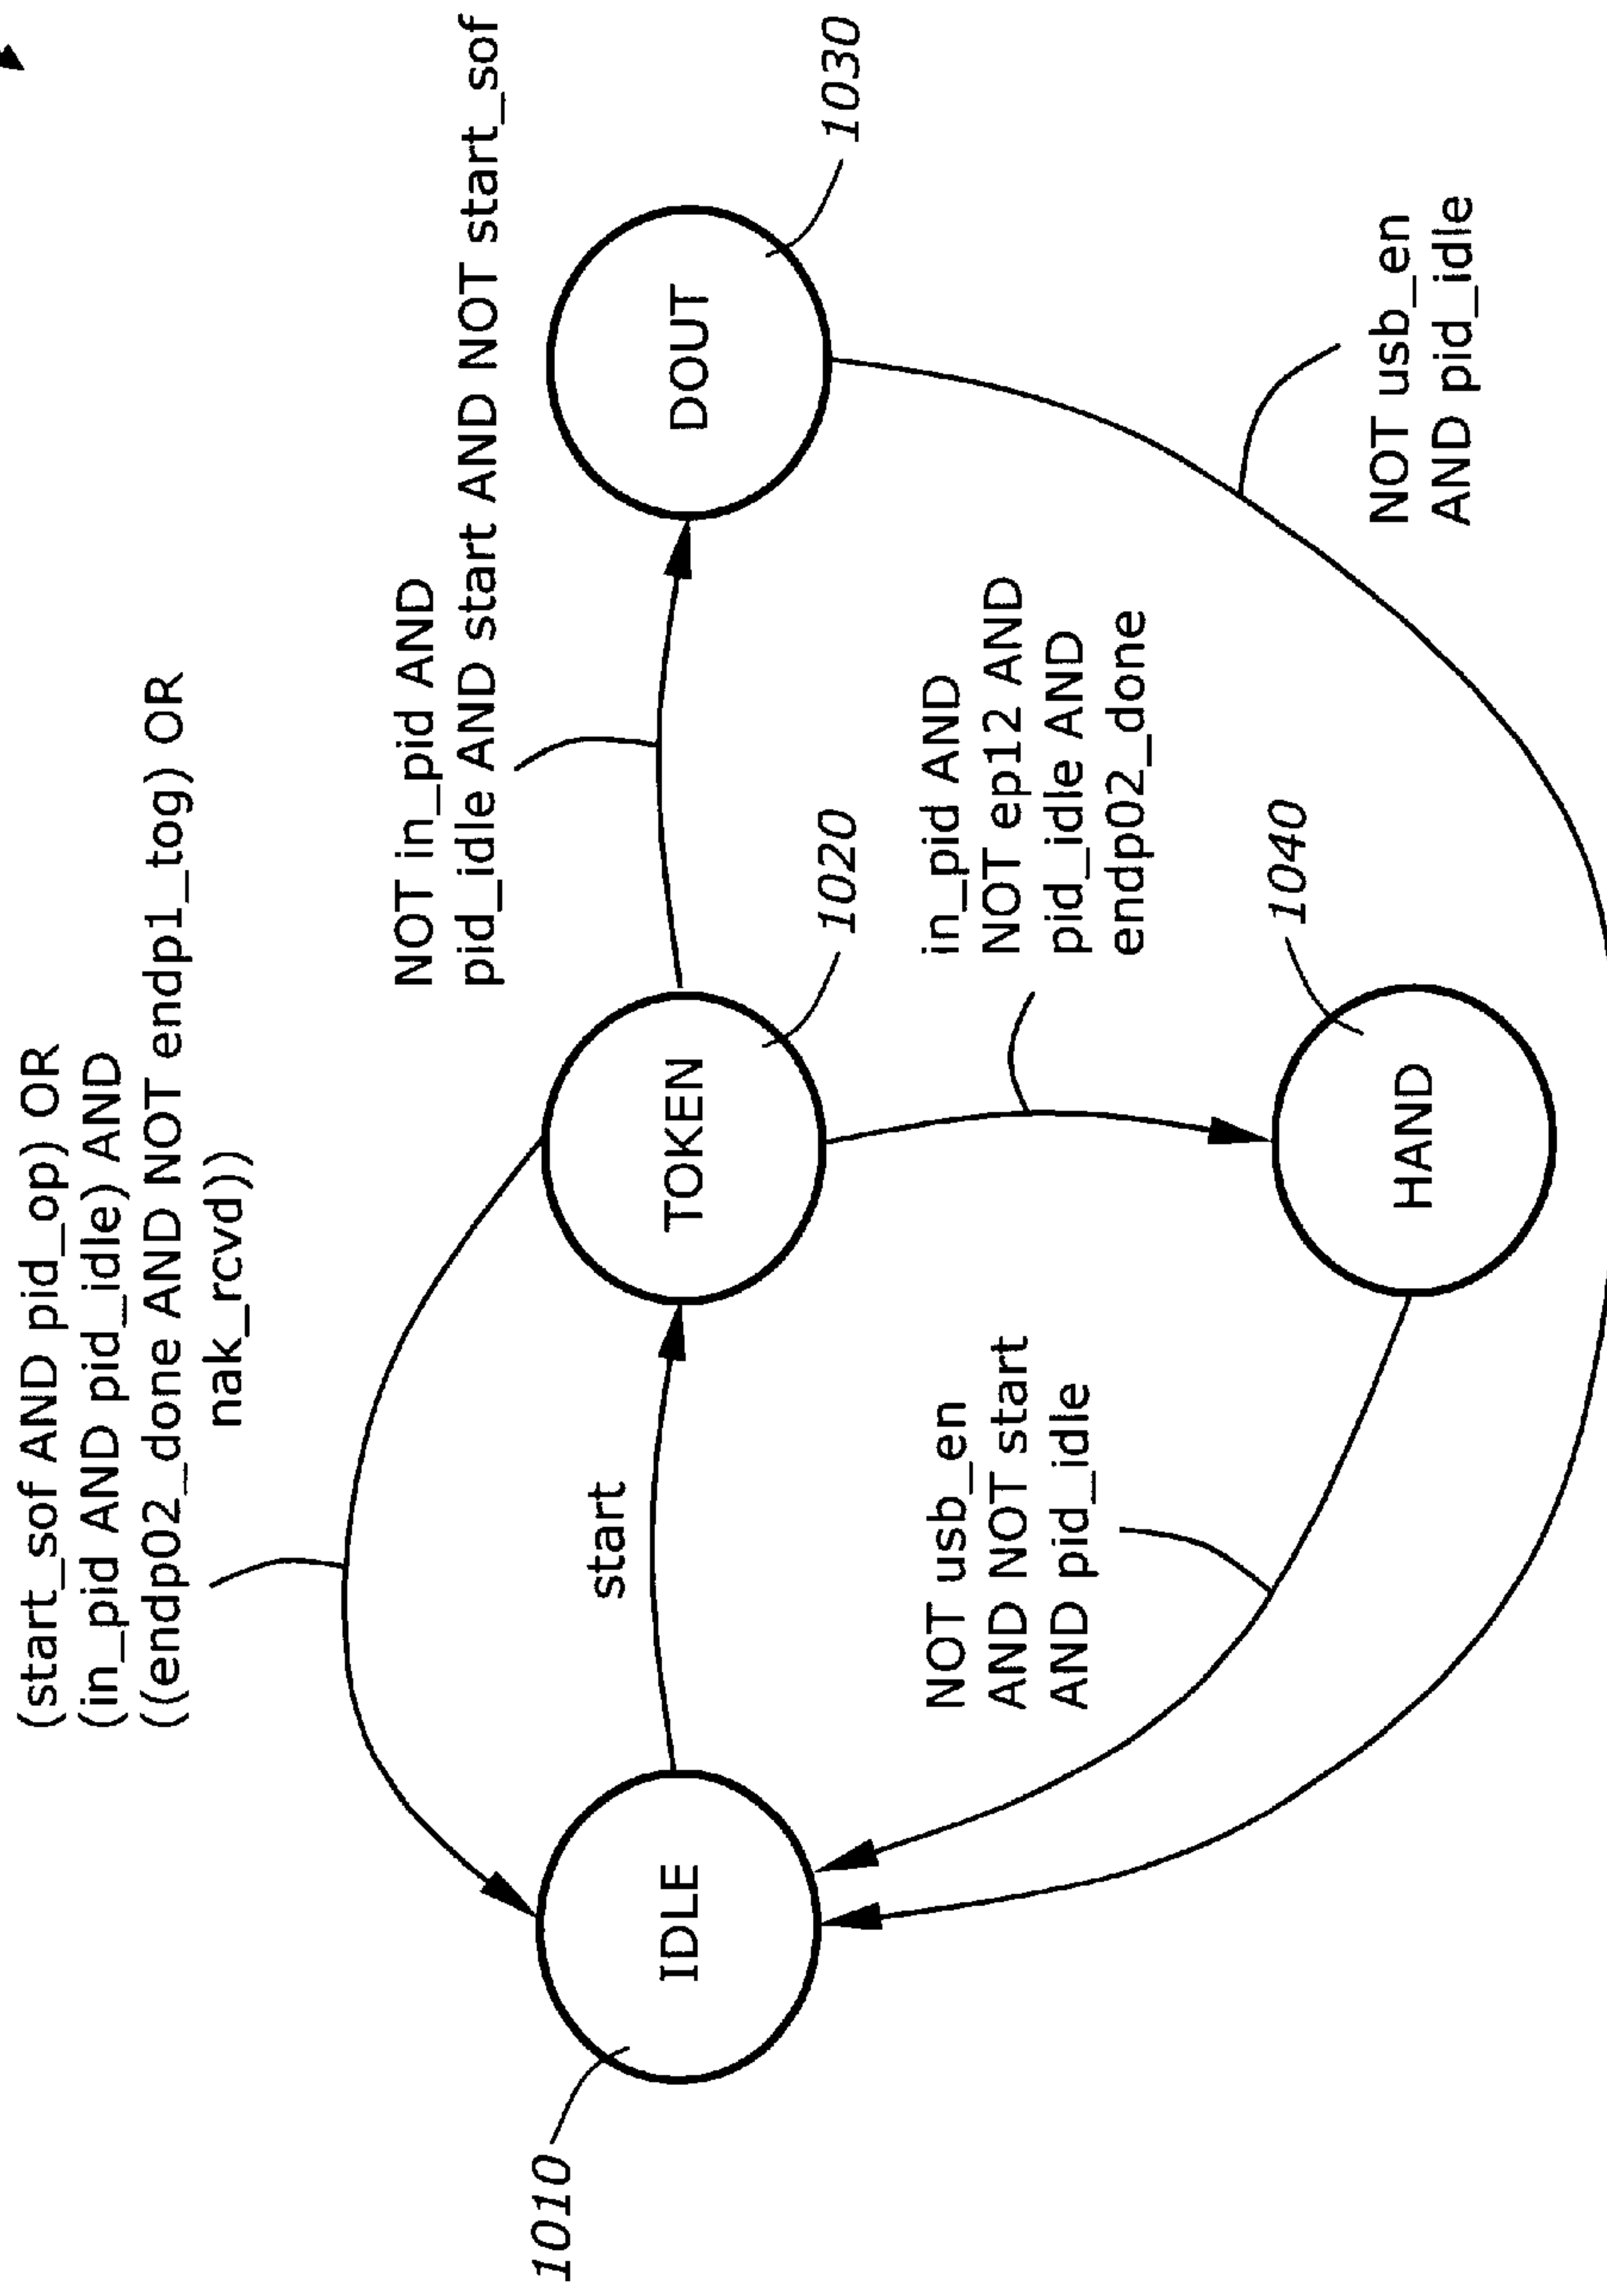 (start_sof AND pid_op) OR
(in_pid AND pid_idle) AND
((endp02_done AND NOT endp1_tog) OR
nak_rcvd))
NOT in_pid AND
pid_idle AND start AND NOT start_sof
start
1010
IDLE
TOKEN
1020
DOUT
1030
NOT usb_en
AND NOT start
AND pid_idle
in_pid AND
NOT ep12 AND
pid_idle AND
endp02_done
HAND
1040
NOT usb_en
AND pid_idle